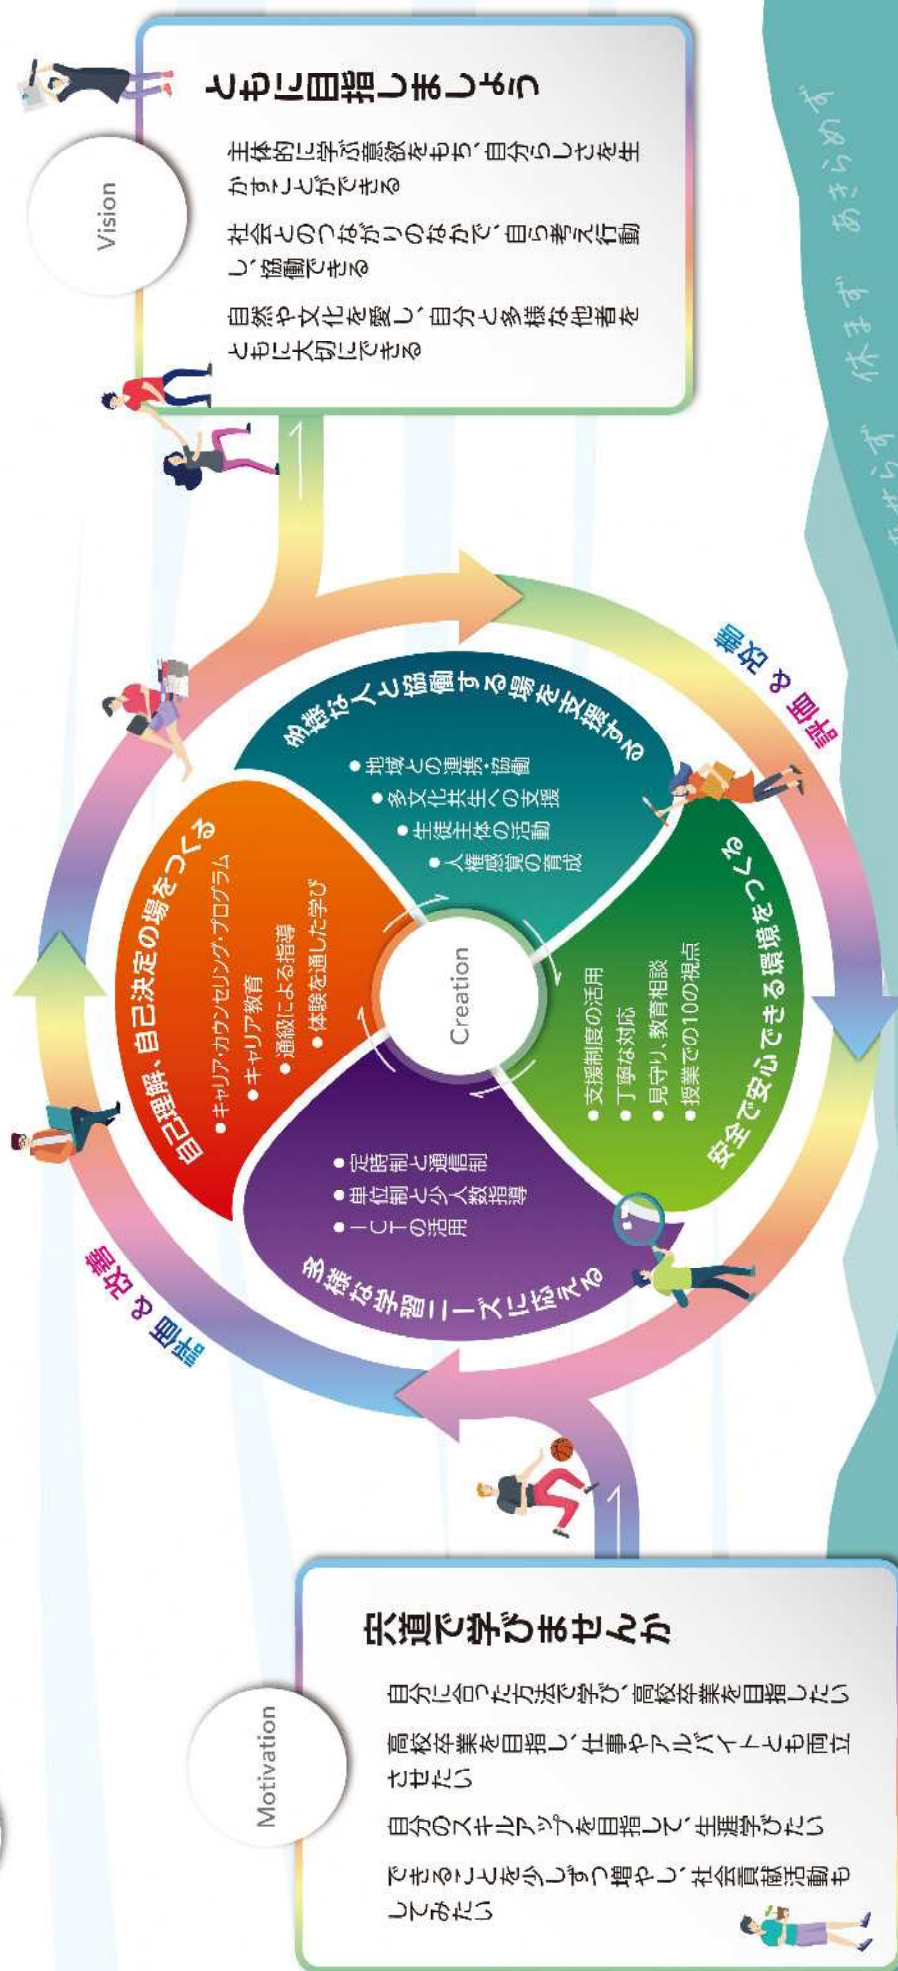 Motivation
宍道で学びませんか
自分に合った方法で学び、高校卒業を目指したい
高校卒業を目指し、仕事やアルバイトとも両立
させたい
自分のスキルアップを目指して、生涯学びたい
できることを少しずつ増やし、社会貢献活動も
してみたい
評価 & 改善
多様な学習ニーズに応える
●定時制と通信制
●単位制と少人数指導
●ICTの活用
自己理解、自己決定の場をつくる
●キャリア・カウンセリング・プログラム
●キャリア教育
●通級による指導
●体験を通した学び
Creation
安全で安心できる環境をつくる
●支援制度の活用
●丁寧な対応
●見守り、教育相談
●授業での10の視点
多様な人と協働する場を支援する
●地域との連携・協働
●多文化共生への支援
●生徒主体の活動
●人権感覚の育成
評価 & 改善
Vision
ともに目指しましょう
主体的に学ぶ意欲をもち、自分らしさを生
かすことができる
社会とのつながりのなかで、自ら考え行動
し、協働できる
自然や文化を愛し、自分と多様な他者を
ともに大切にできる
あせらず 休まず あきらめず